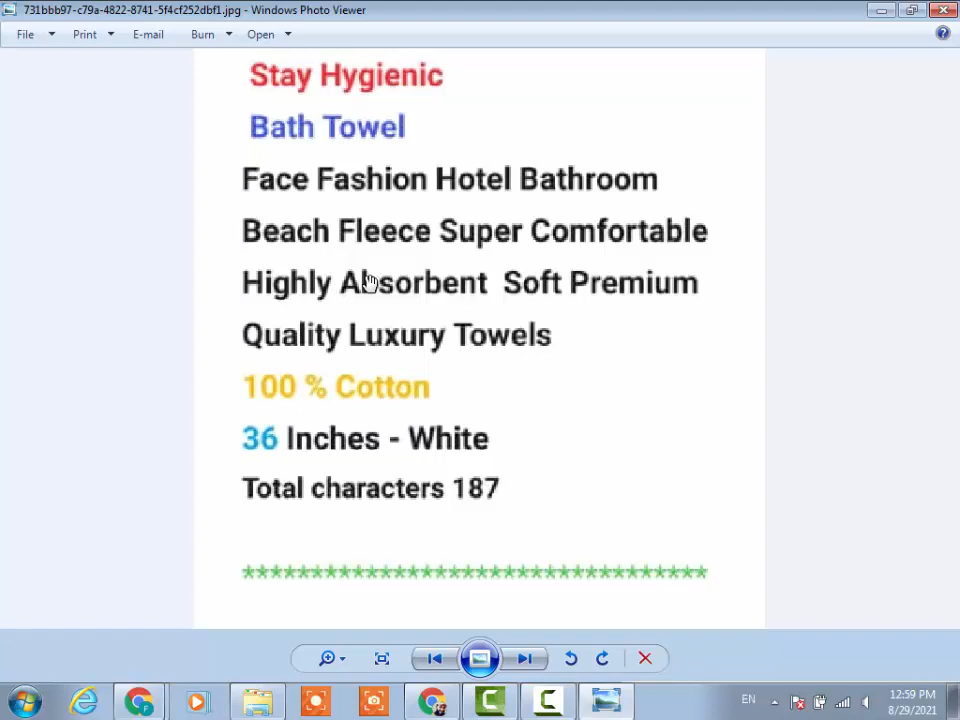 731bbb97-c79a-4822-8741-5f4cf252dbf1.jpg - Windows Photo Viewer
File Print E-mail Burn Open
Stay Hygienic
Bath Towel
Face Fashion Hotel Bathroom
Beach Fleece Super Comfortable
Highly Absorbent Soft Premium
Quality Luxury Towels
100 % Cotton
36 Inches - White
Total characters 187
**********************************
EN
12:59 PM
8/29/2021